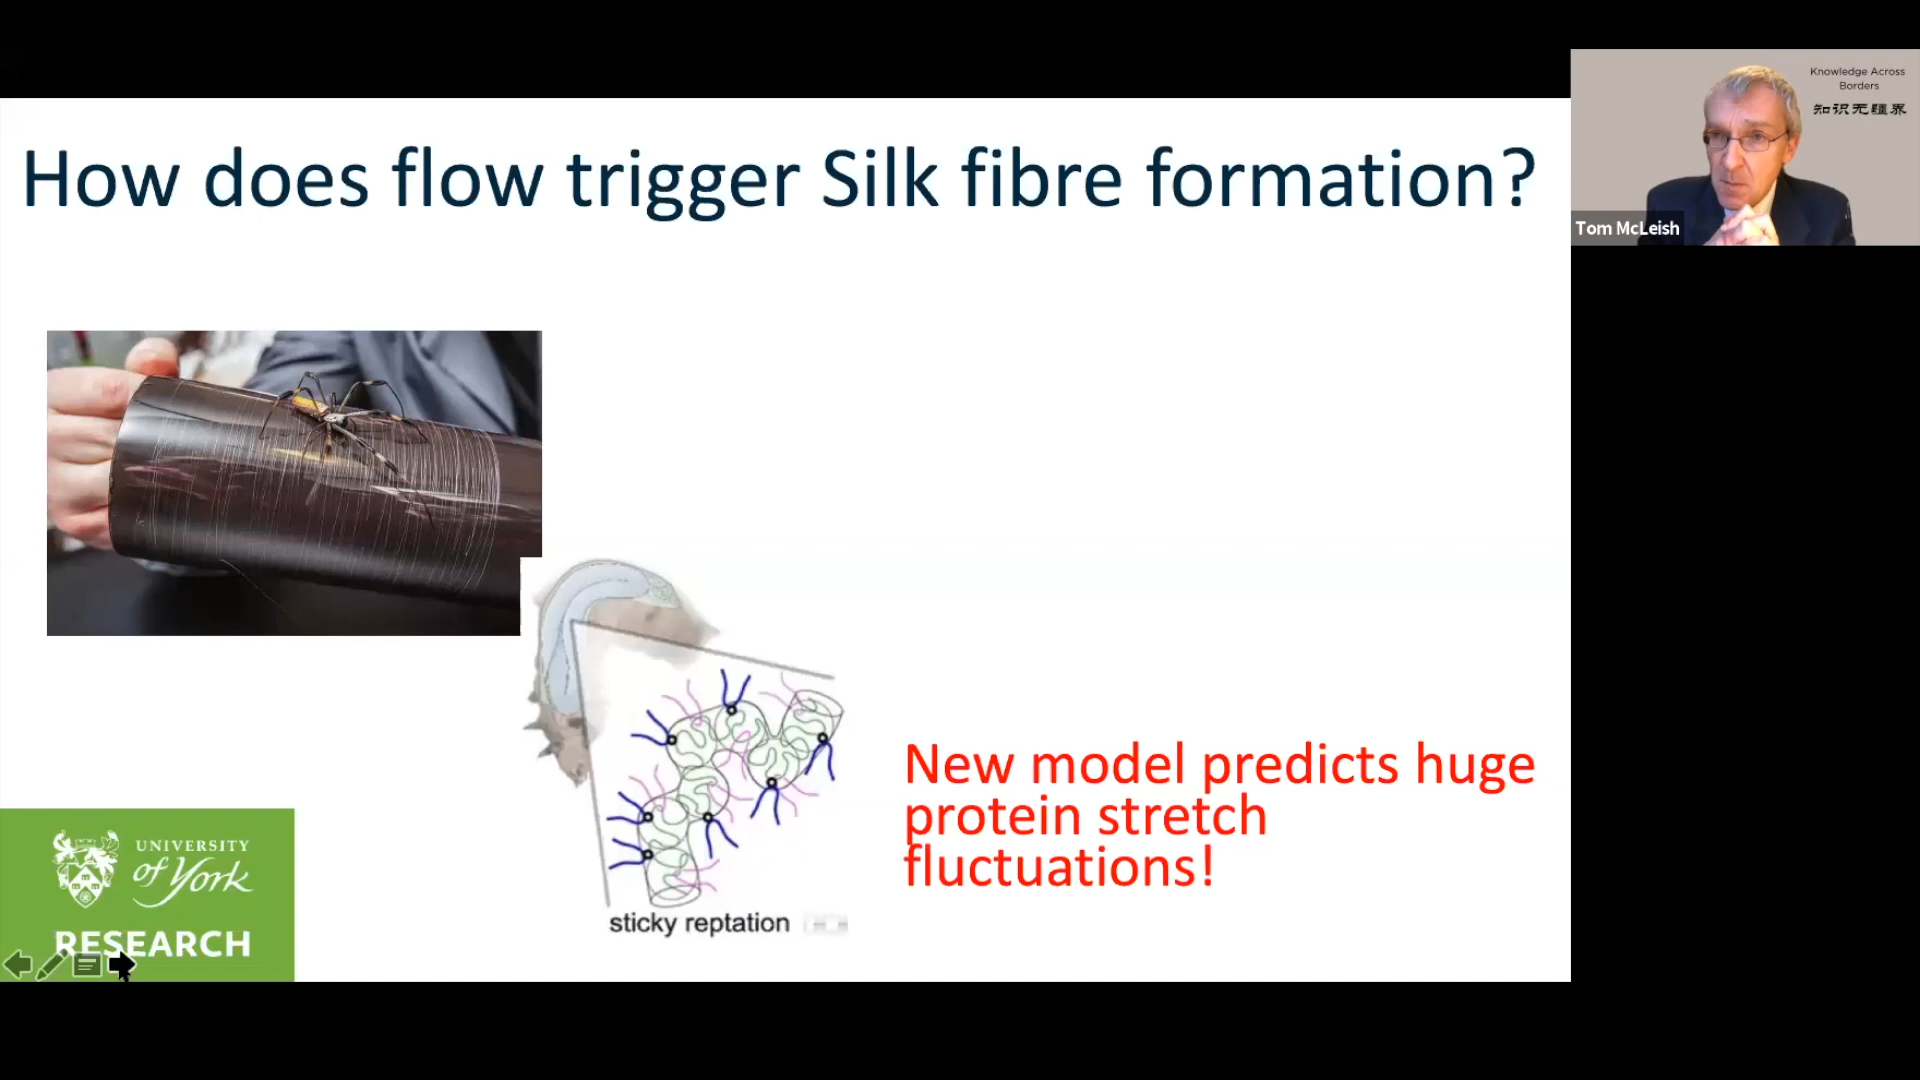 How does flow trigger Silk fibre formation?
Knowledge Across
Borders
知识无疆界
Tom McLeish
sticky reptation
New model predicts huge
protein stretch
fluctuations!
UNIVERSITY
of York
RESEARCH